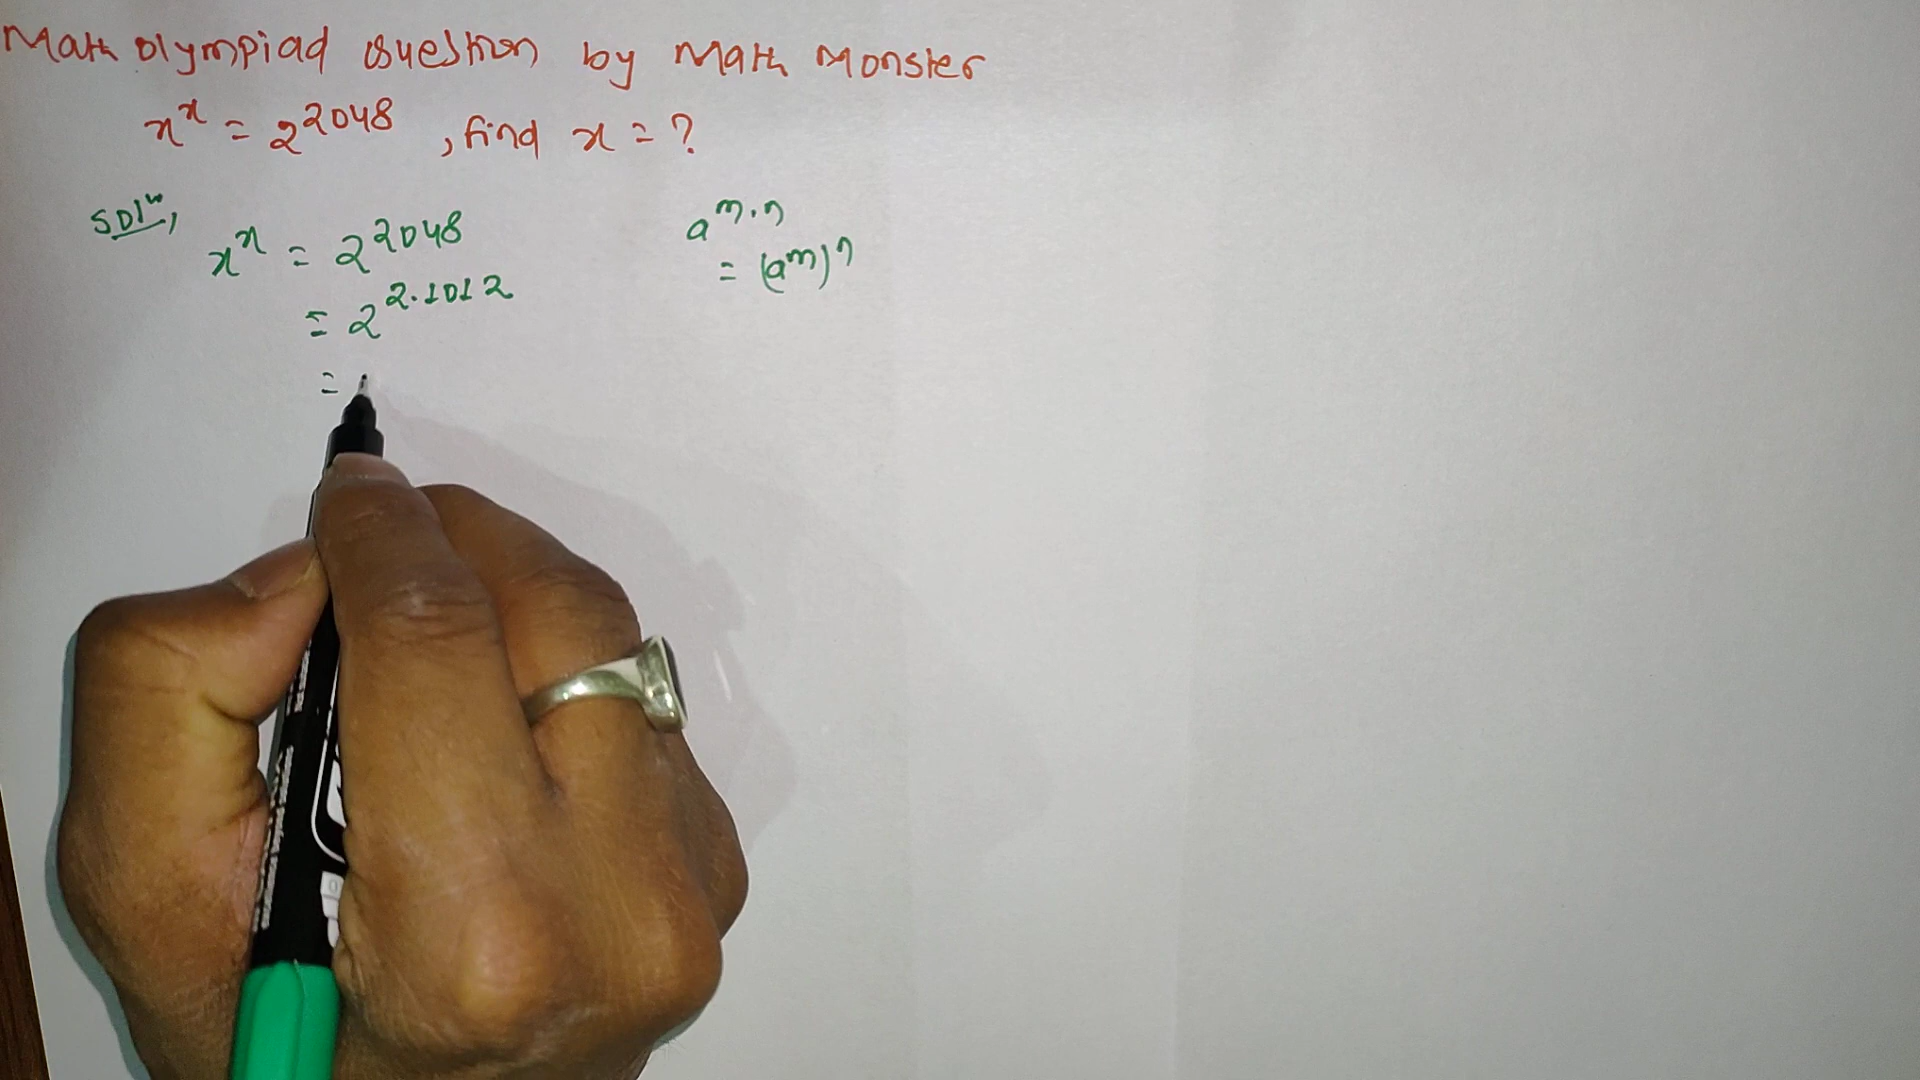 Math Olympiad Question by Math Monster
x^x = 2^2048 , find x = ?
Solⁿ,
x^x = 2^2048
= 2^2.1012
=
a^m.n
= (a^m)^n